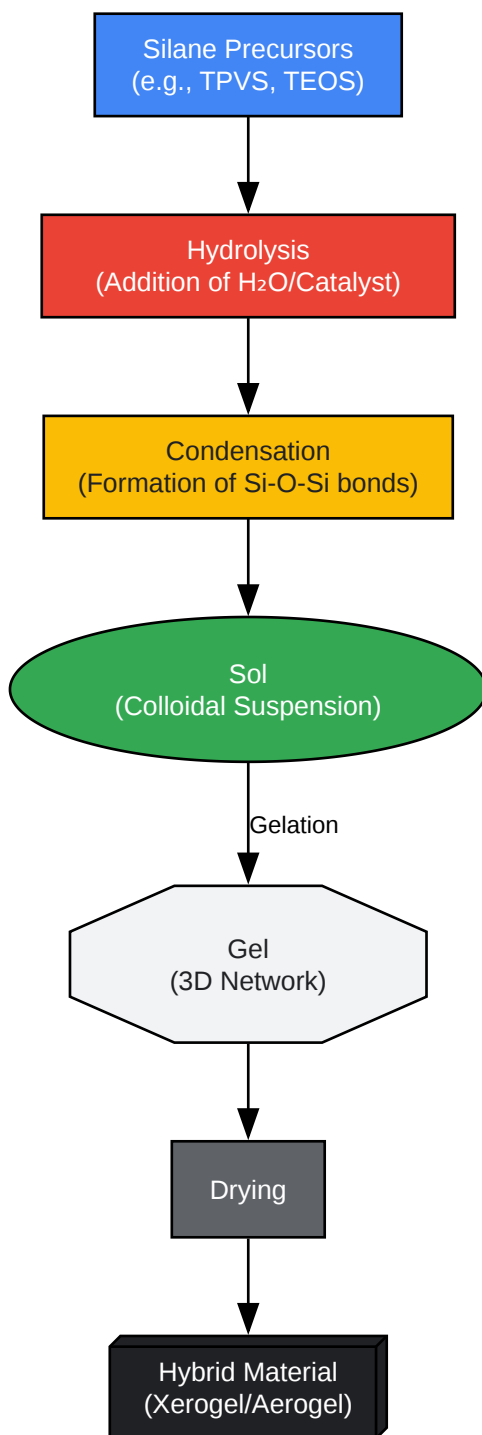 Silane Precursors
(e.g., TPVS, TEOS)
Hydrolysis
(Addition of H₂O/Catalyst)
Condensation
(Formation of Si-O-Si bonds)
Sol
(Colloidal Suspension)
Gelation
Gel
(3D Network)
Drying
Hybrid Material
(Xerogel/Aerogel)